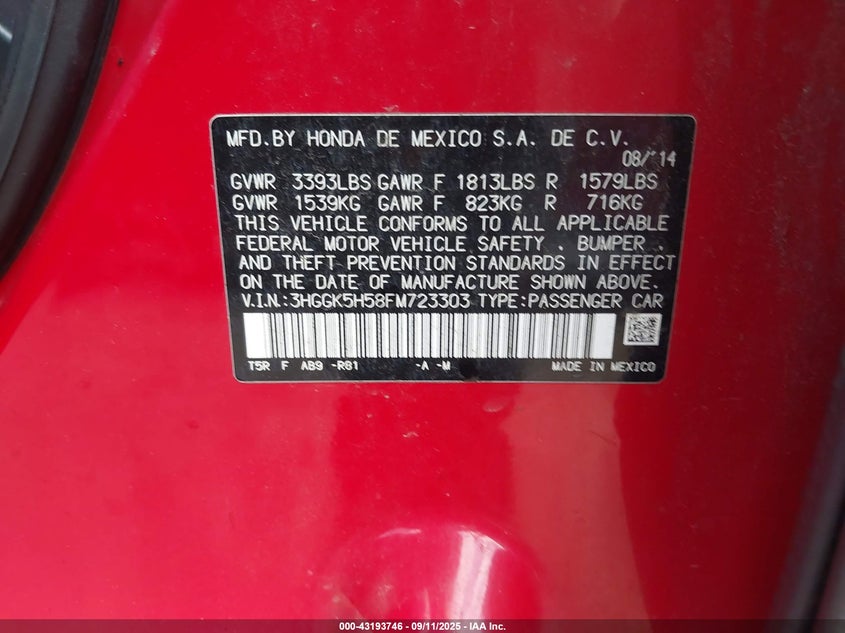 MFD.BY HONDA DE MEXICO S.A. DE C.V.
08/14
GVWR 3393LBS GAWR F 1813LBS R 1579LBS
GVWR 1539KG GAWR F 823KG R 716KG
THIS VEHICLE CONFORMS TO ALL APPLICABLE
FEDERAL MOTOR VEHICLE SAFETY , BUMPER ,
AND THEFT PREVENTION STANDARDS IN EFFECT
ON THE DATE OF MANUFACTURE SHOWN ABOVE.
V.I.N.:3HGGK5H58FM723303 TYPE:PASSENGER CAR
T5R F AB9 -R81 -A -M MADE IN MEXICO
000-43193746 - 09/11/2025 - IAA Inc.